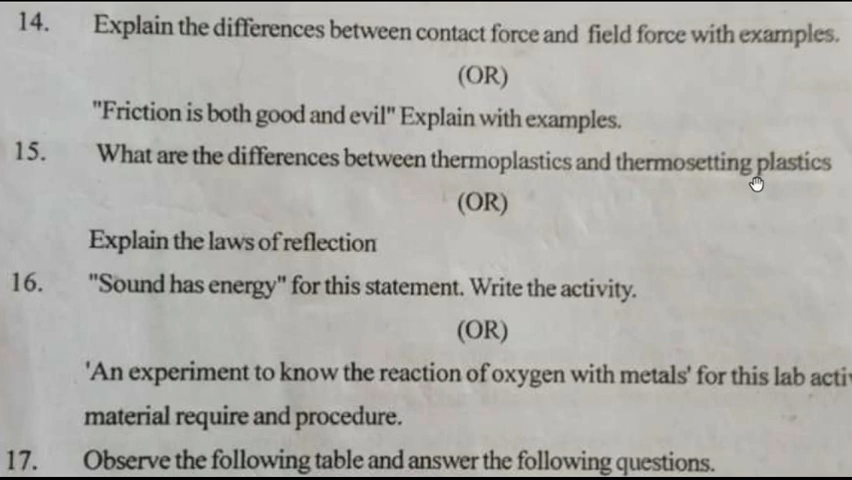 14. Explain the differences between contact force and field force with examples.
(OR)
"Friction is both good and evil" Explain with examples.
15. What are the differences between thermoplastics and thermosetting plastics
(OR)
Explain the laws of reflection
16. "Sound has energy" for this statement. Write the activity.
(OR)
'An experiment to know the reaction of oxygen with metals' for this lab acti
material require and procedure.
17. Observe the following table and answer the following questions.